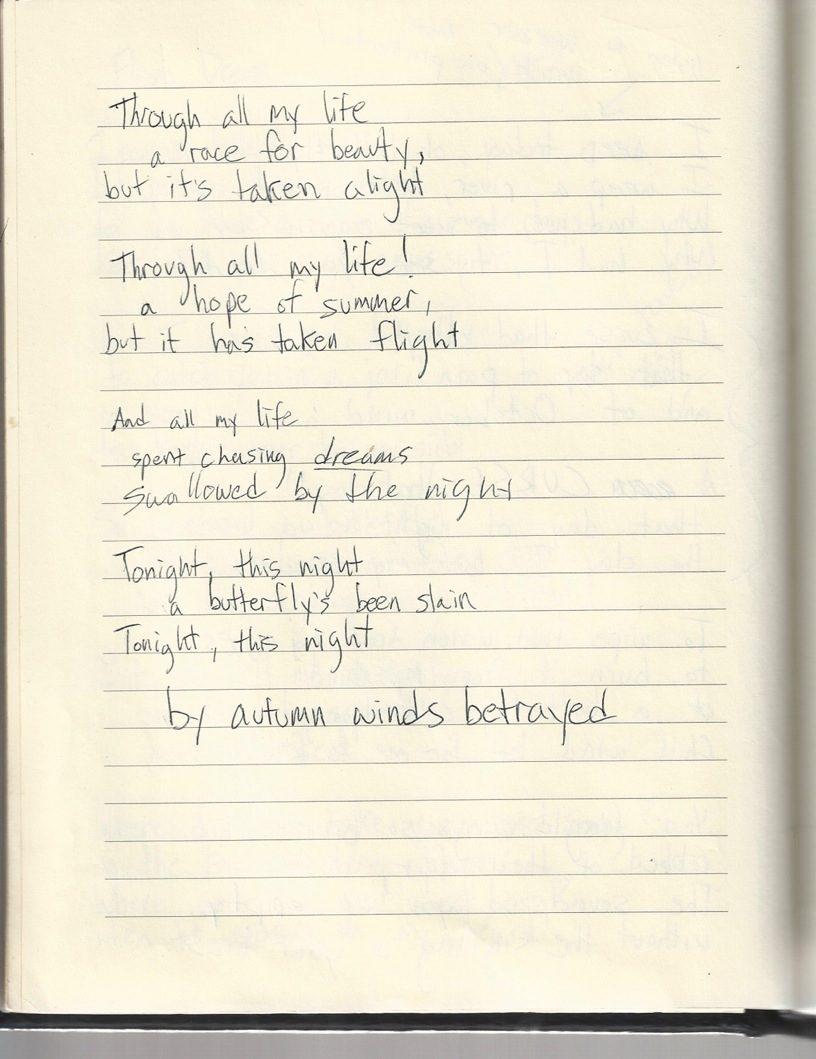 Through all my life
a race for beauty,
but it's taken alight
Through all my life!
a hope of summer,
but it has taken flight
And all my life
spent chasing dreams
swallowed by the night
Tonight, this night
a butterfly's been slain
Tonight, this night
by autumn winds betrayed